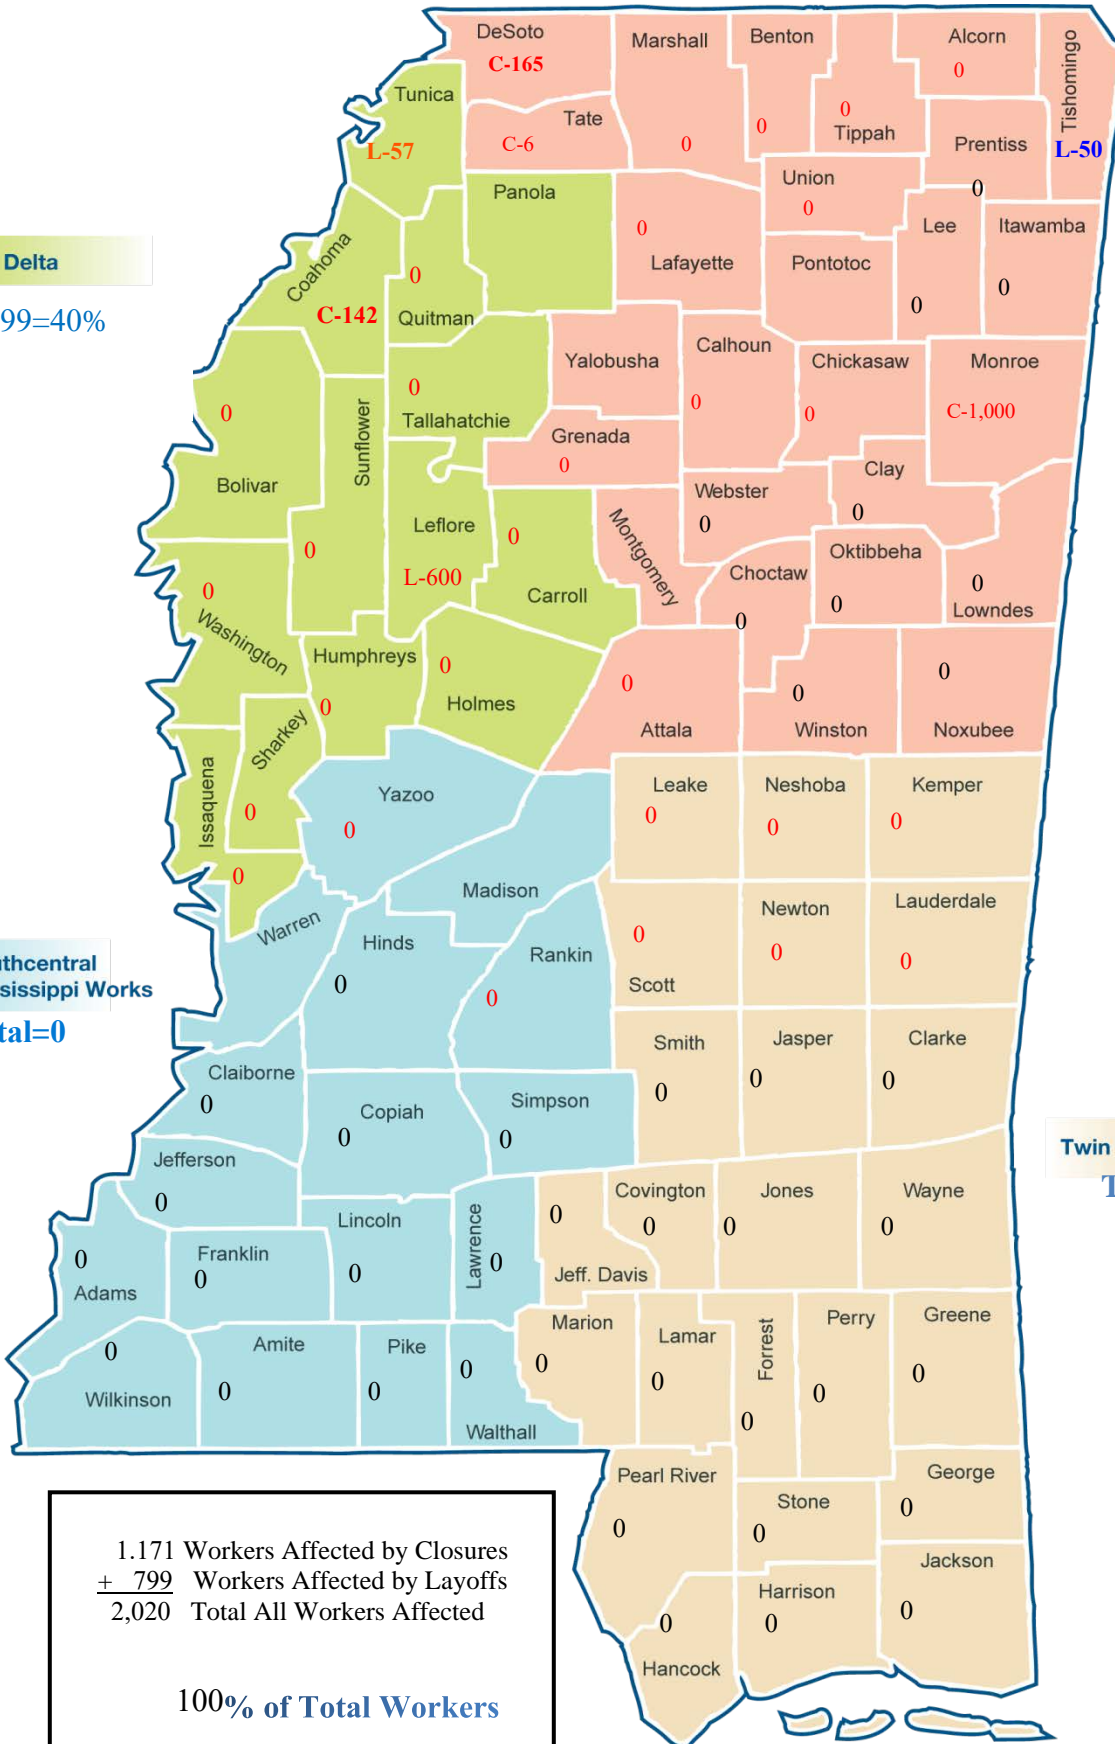 DeSoto
C-165
Marshall
0
Benton
0
Tippah
0
Alcorn
0
Tishomingo
L-50
Tunica
L-57
Tate
C-6
Prentiss
0
Panola
Union
0
Lafayette
0
Pontotoc
Lee
0
Itawamba
0
Delta
99=40%
Coahoma
C-142
Quitman
0
Tallahatchie
0
Yalobusha
Calhoun
0
Chickasaw
0
Monroe
C-1,000
Bolivar
0
Sunflower
0
Grenada
0
Leflore
L-600
Carroll
0
Montgomery
Webster
0
Clay
0
Choctaw
0
Oktibbeha
0
Lowndes
0
Washington
0
Humphreys
0
Holmes
0
Attala
0
Winston
0
Noxubee
0
Sharkey
0
Issaquena
0
Yazoo
0
Leake
0
Neshoba
0
Kemper
0
Madison
Warren
Hinds
0
Rankin
0
Scott
0
Newton
0
Lauderdale
0
uthcentral
sissippi Works
tal=0
Claiborne
0
Copiah
0
Simpson
0
Smith
0
Jasper
0
Clarke
0
Twin
T
Jefferson
0
Adams
0
Franklin
0
Lincoln
0
Lawrence
0
Jeff. Davis
0
Covington
0
Jones
0
Wayne
0
Wilkinson
0
Amite
0
Pike
0
Walthall
0
Marion
0
Lamar
0
Forrest
0
Perry
0
Greene
0
Pearl River
0
Stone
0
George
0
Hancock
0
Harrison
0
Jackson
0
1.171 Workers Affected by Closures
+ 799 Workers Affected by Layoffs
2,020 Total All Workers Affected
100% of Total Workers